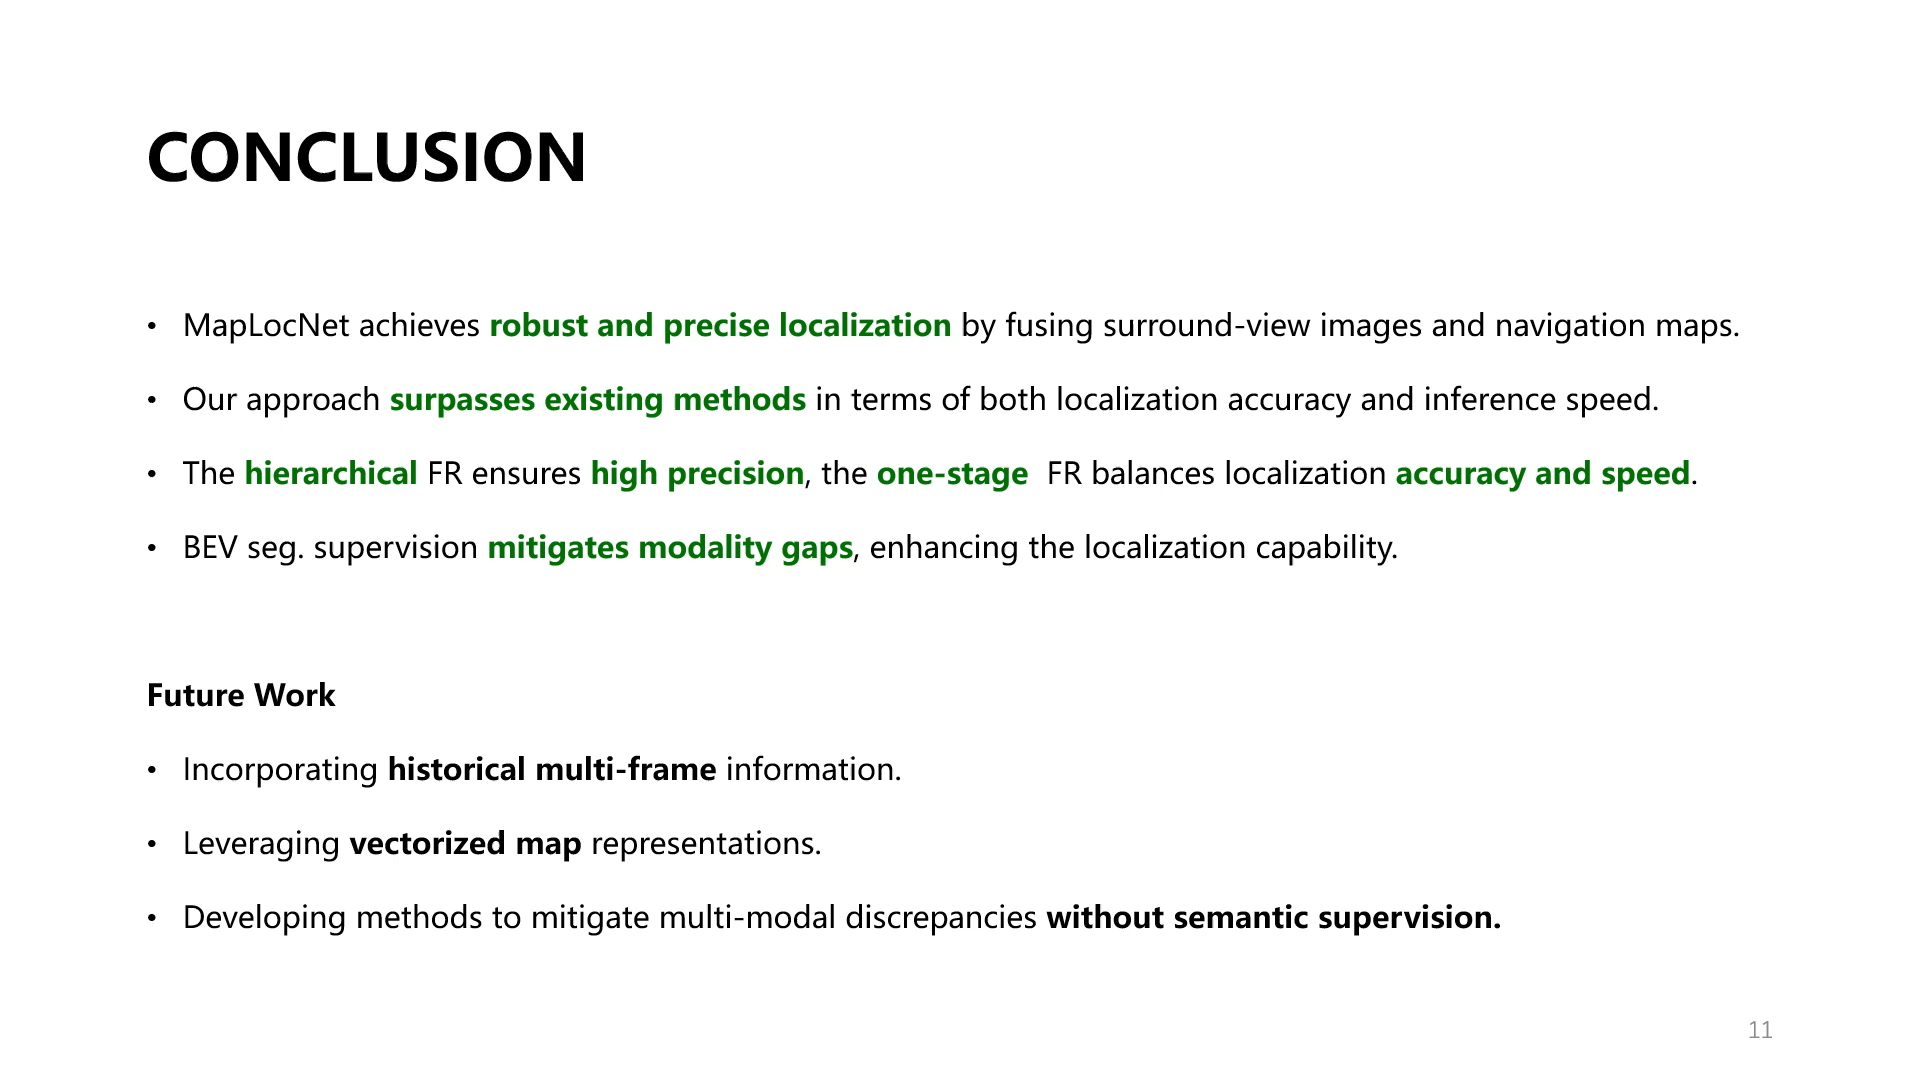 CONCLUSION
• MapLocNet achieves robust and precise localization by fusing surround-view images and navigation maps.
• Our approach surpasses existing methods in terms of both localization accuracy and inference speed.
• The hierarchical FR ensures high precision, the one-stage  FR balances localization accuracy and speed.
• BEV seg. supervision mitigates modality gaps, enhancing the localization capability.
Future Work
• Incorporating historical multi-frame information.
• Leveraging vectorized map representations.
• Developing methods to mitigate multi-modal discrepancies without semantic supervision.
11